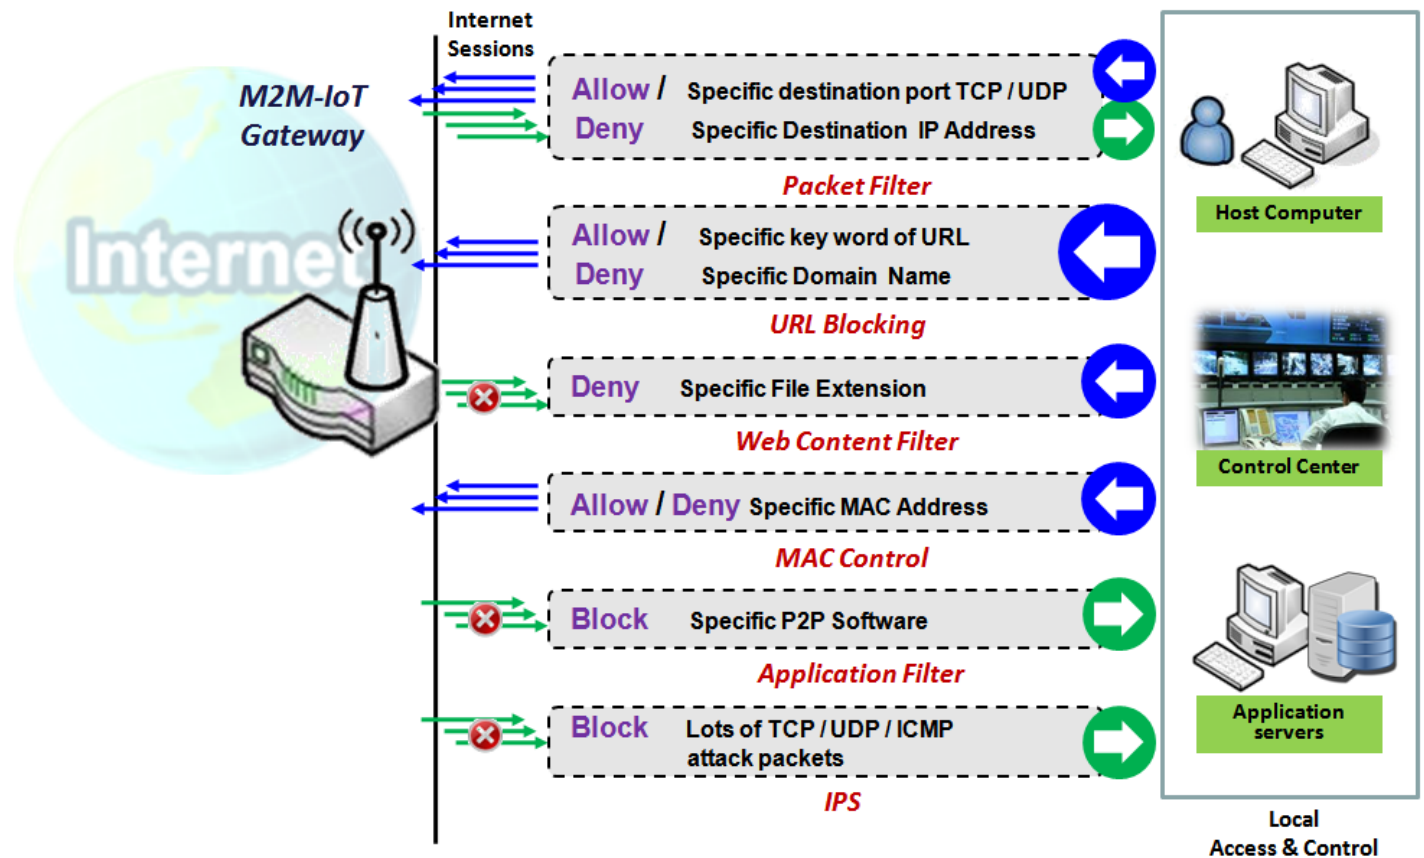 Internet
Sessions
M2M-IoT
Gateway
Internet
Allow / Specific destination port TCP / UDP
Deny Specific Destination IP Address
Packet Filter
Allow / Specific key word of URL
Deny Specific Domain Name
URL Blocking
Deny Specific File Extension
Web Content Filter
Allow / Deny Specific MAC Address
MAC Control
Block Specific P2P Software
Application Filter
Block Lots of TCP / UDP / ICMP
attack packets
IPS
Host Computer
Control Center
Application
servers
Local
Access & Control